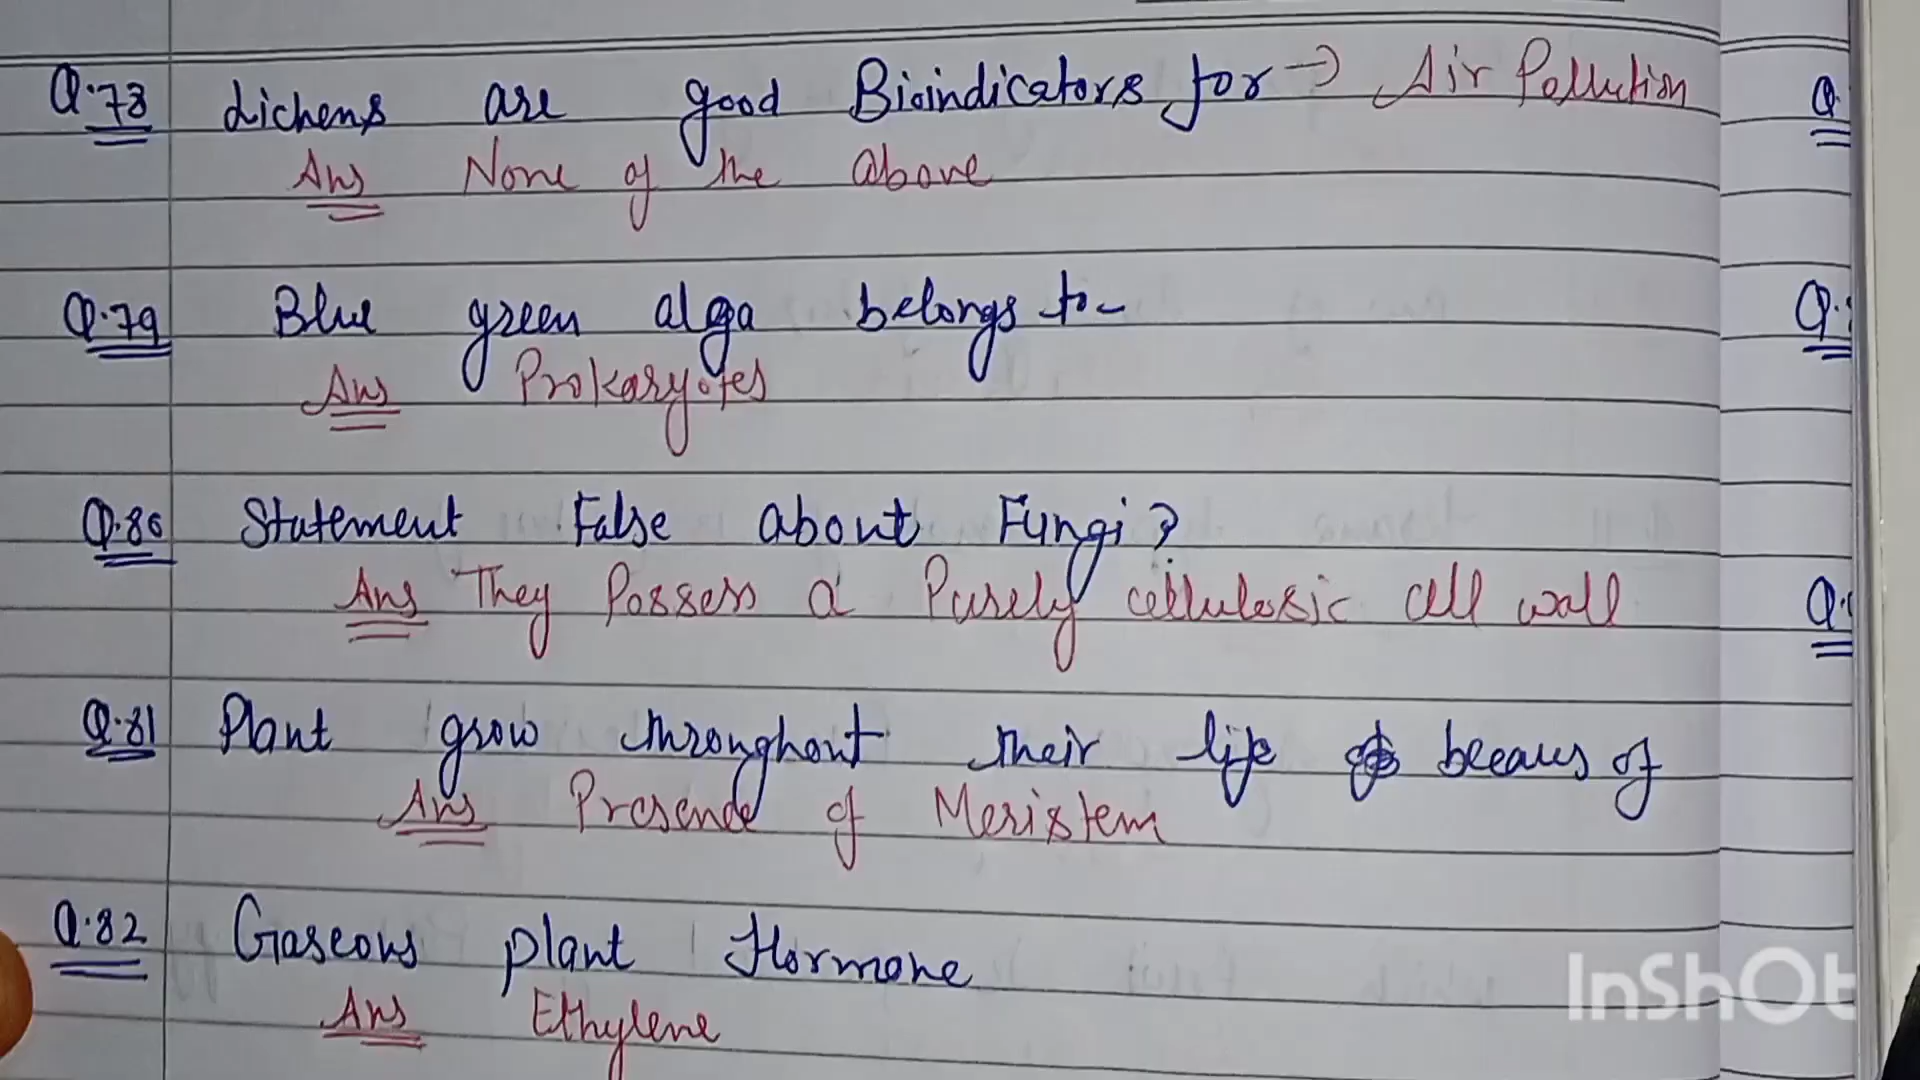 Q.78 Lichens are good Bioindicators for → Air Pollution
Ans None of the above
Q.79 Blue green alga belongs to-
Ans Prokaryotes
Q.80 Statement False about Fungi?
Ans They Possess a Purely cellulosic cell wall
Q.81 Plant grow throughout their life becaus of
Ans Presence of Meristem
Q.82 Gaseous plant Hormone
Ans Ethylene
Q
Q.
Q.
InShOt